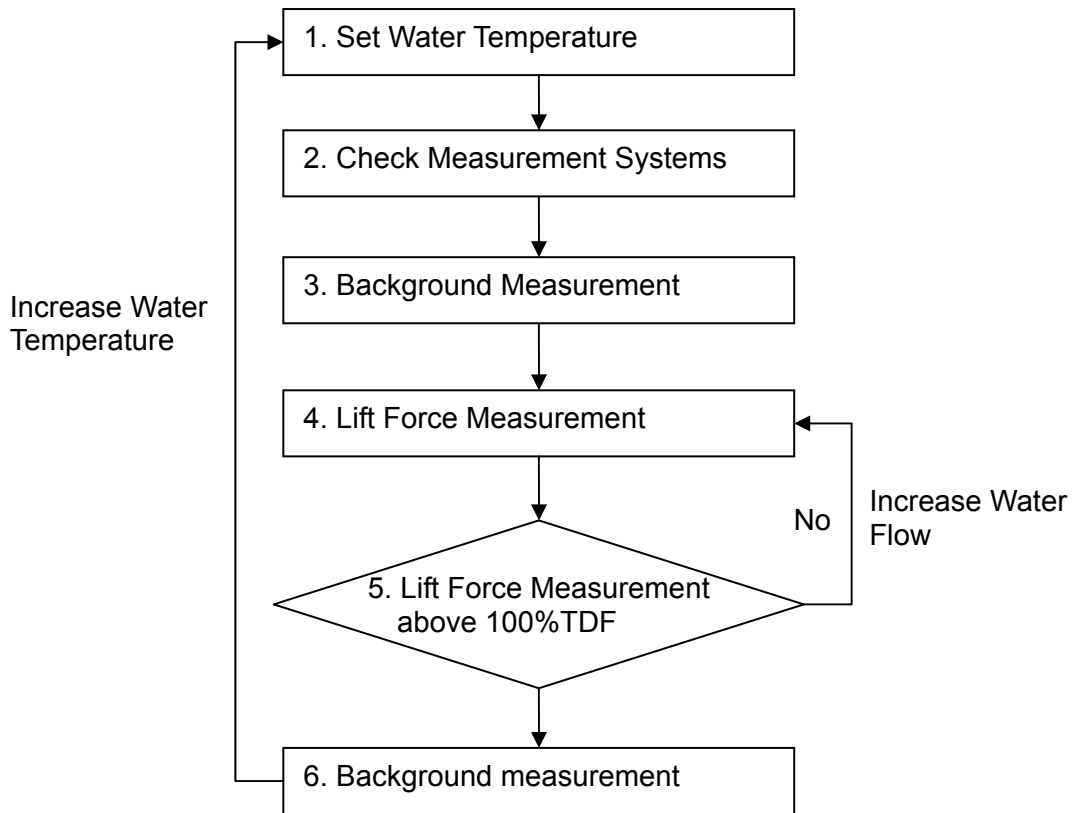 1. Set Water Temperature
2. Check Measurement Systems
3. Background Measurement
Increase Water
Temperature
4. Lift Force Measurement
No
Increase Water
Flow
5. Lift Force Measurement
above 100%TDF
6. Background measurement